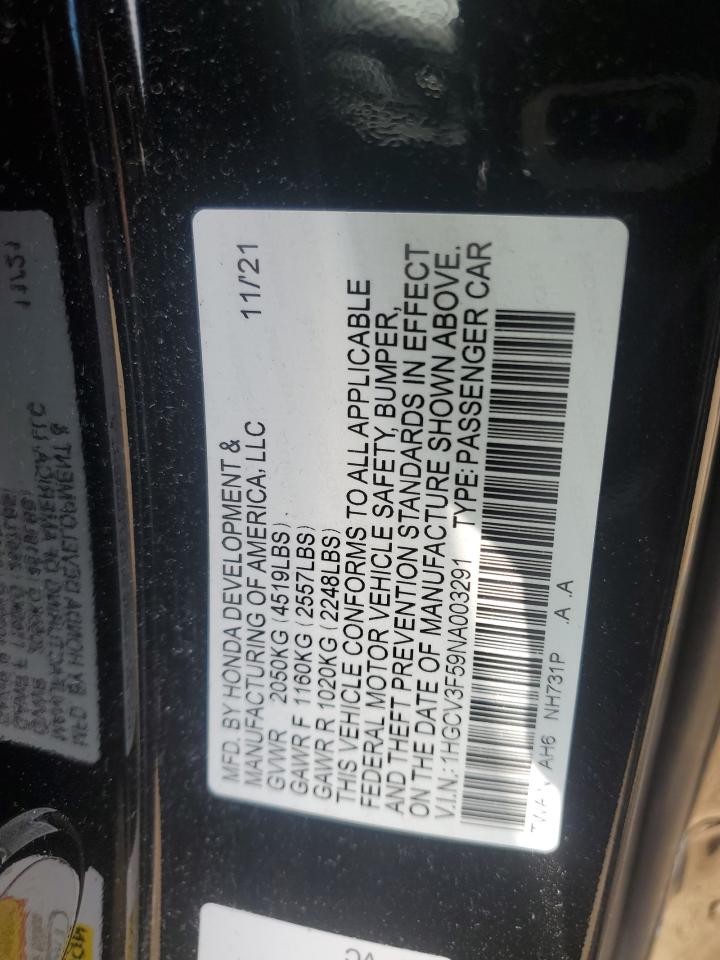 MFD. BY HONDA DEVELOPMENT &
MANUFACTURING OF AMERICA, LLC 11/'21
GVWR 2050KG (4519LBS)
GAWR F 1160KG (2557LBS)
GAWR R 1020KG (2248LBS)
THIS VEHICLE CONFORMS TO ALL APPLICABLE
FEDERAL MOTOR VEHICLE SAFETY, BUMPER,
AND THEFT PREVENTION STANDARDS IN EFFECT
ON THE DATE OF MANUFACTURE SHOWN ABOVE.
V.I.N.: 1HGCV3F59NA003291 TYPE: PASSENGER CAR
AH6 NH731P .A .A